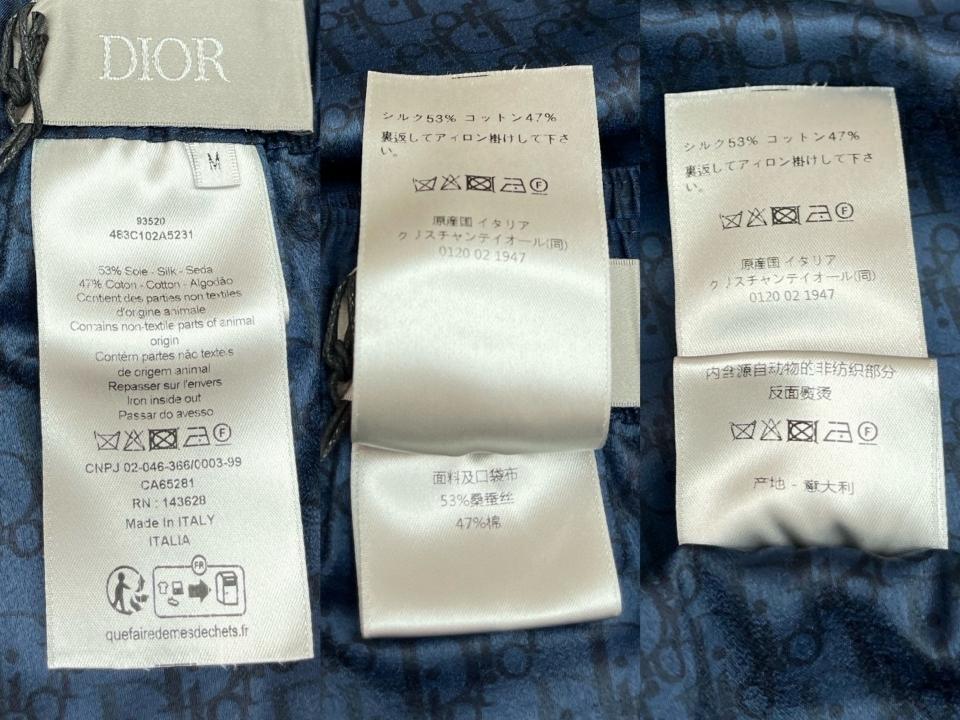 DIOR
M
93520
483C102A5231
53% Soie - Silk - Seda
47% Coton - Cotton - Algodão
Contient des parties non textiles
d'origine animale
Contains non-textile parts of animal
origin
Contém partes não texteis
de origem animal
Repasser sur l'envers
Iron inside out
Passar do avesso
F
CNPJ 02-046-366/0003-99
CA65281
RN : 143628
Made In ITALY
ITALIA
FR
quefairedemesdechets.fr
シルク53% コットン47%
裏返してアイロン掛けして下さ
い。
F
原産国 イタリア
クリスチャンディオール(同)
0120 02 1947
面料及口袋布
53%桑蚕丝
47%棉
シルク53% コットン47%
裏返してアイロン掛けして下さ
い。
F
原産国 イタリア
クリスチャンディオール(同)
0120 02 1947
内含源自动物的非纺织部分
反面熨烫
F
产地 - 意大利